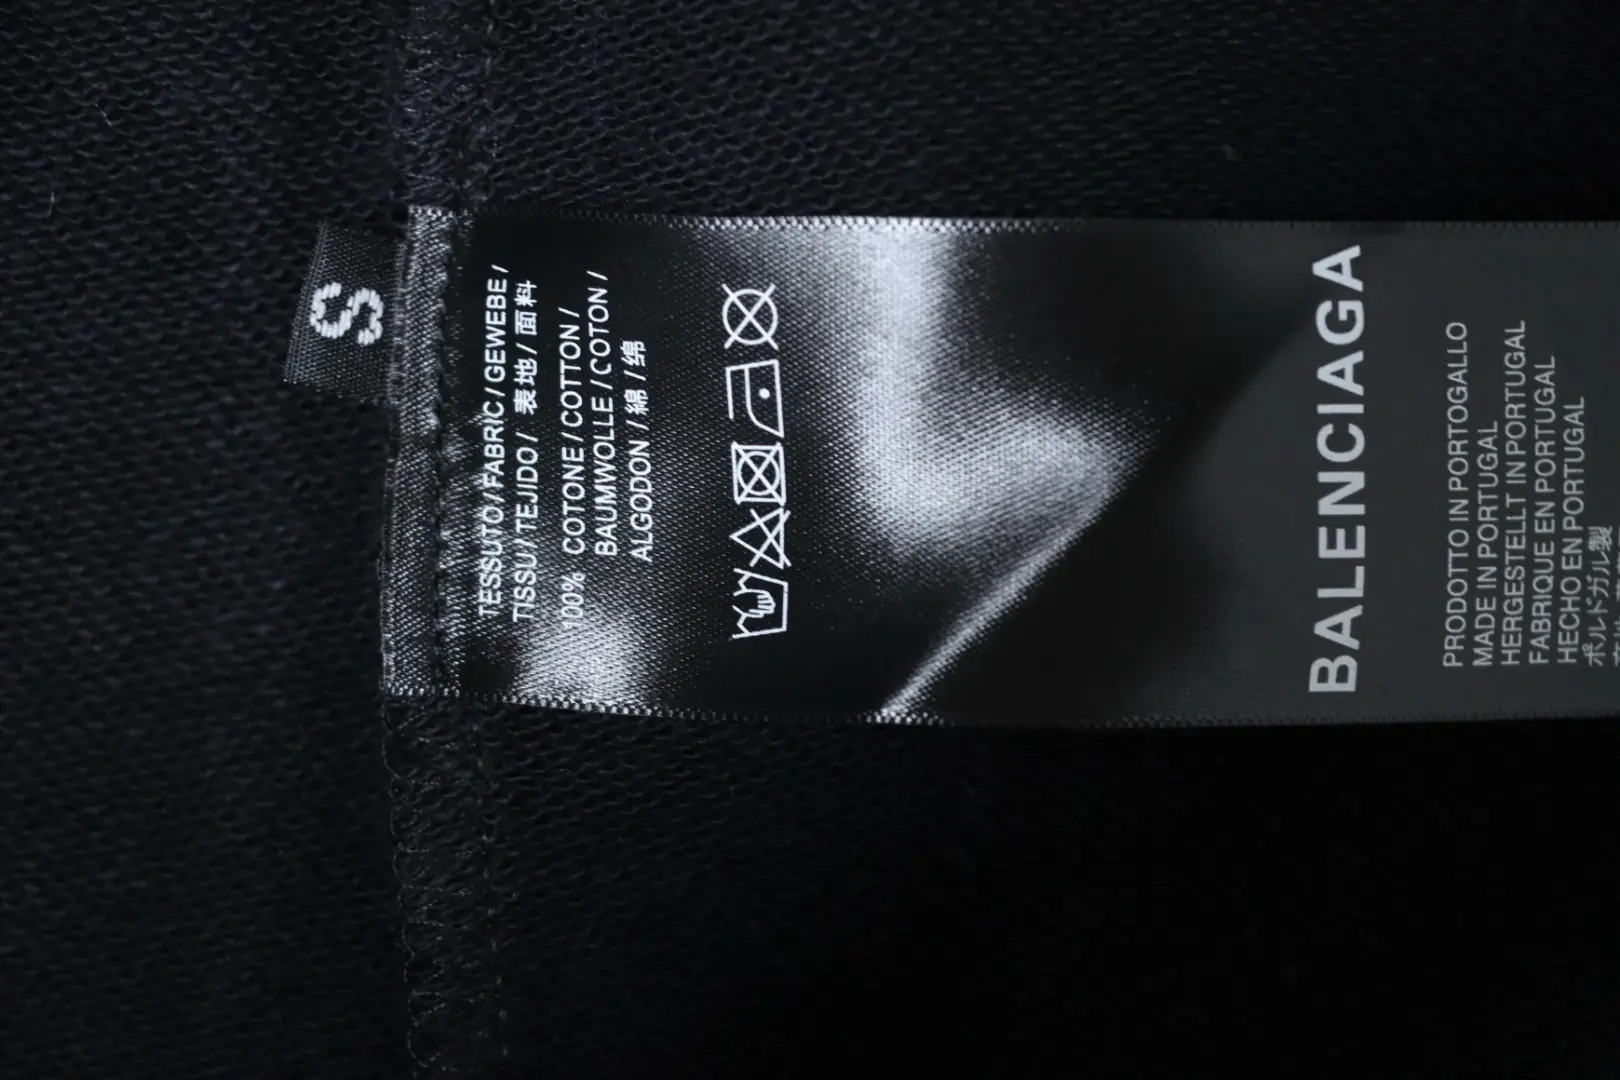 S
TESSUTO / FABRIC / GEWEBE /
TISSU / TEJIDO / 表地 / 面料
100% COTONE / COTTON /
BAUMWOLLE / COTON /
ALGODON / 綿 / 绵
BALENCIAGA
PRODOTTO IN PORTOGALLO
MADE IN PORTUGAL
HERGESTELLT IN PORTUGAL
FABRIQUE EN PORTUGAL
HECHO EN PORTUGAL
ポルドガル製